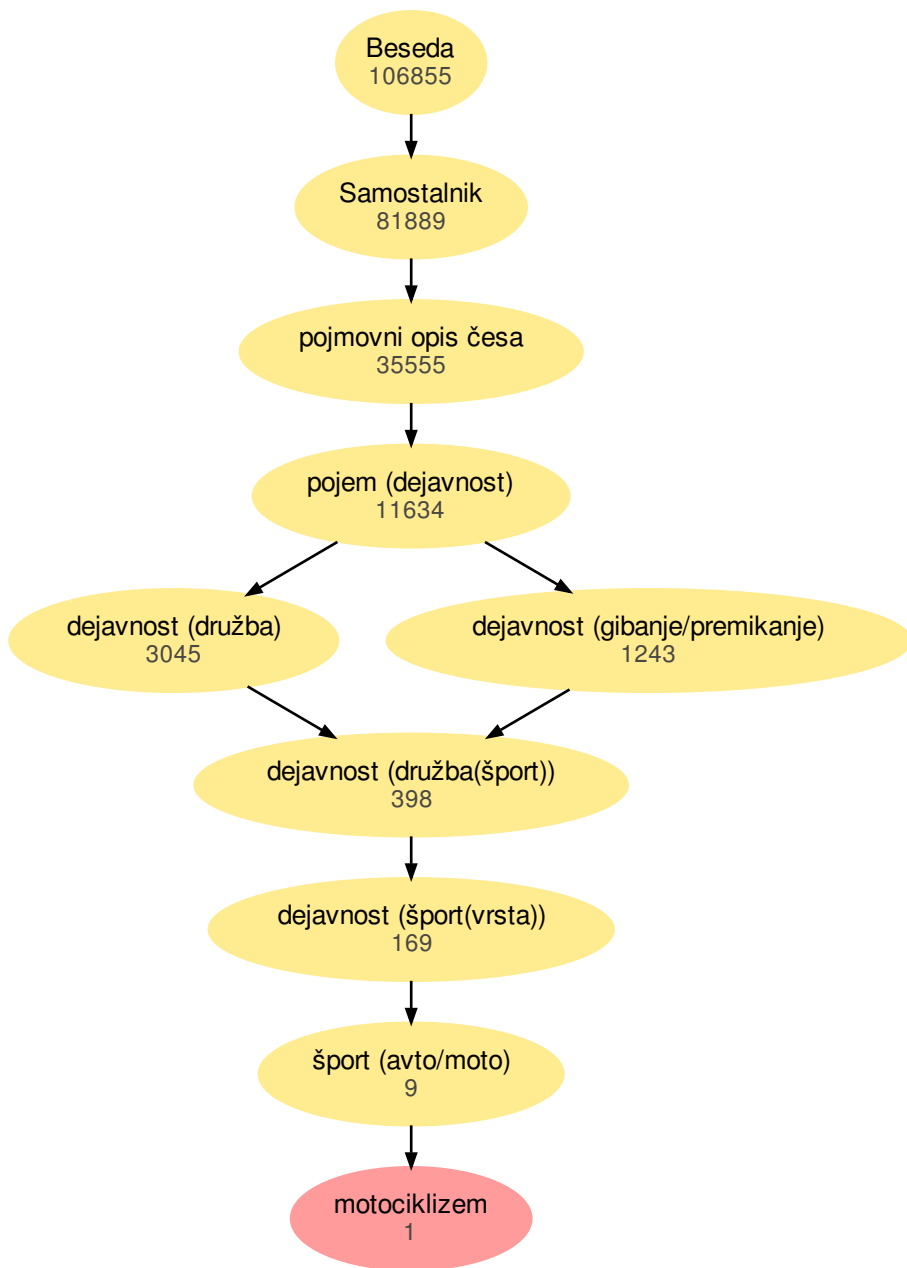 Beseda
106855
Samostalnik
81889
pojmovni opis česa
35555
pojem (dejavnost)
11634
dejavnost (družba)
3045
dejavnost (gibanje/premikanje)
1243
dejavnost (družba(šport))
398
dejavnost (šport(vrsta))
169
šport (avto/moto)
9
motociklizem
1